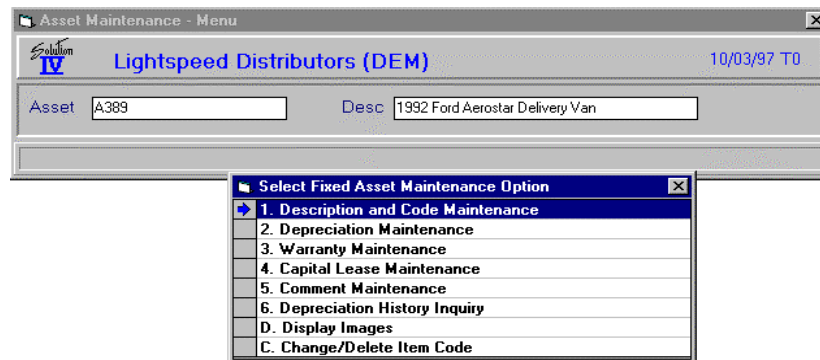 Asset Maintenance - Menu
Solution IV
Lightspeed Distributors (DEM)
10/03/97 T0
Asset A389 Desc 1992 Ford Aerostar Delivery Van
Select Fixed Asset Maintenance Option
1. Description and Code Maintenance
2. Depreciation Maintenance
3. Warranty Maintenance
4. Capital Lease Maintenance
5. Comment Maintenance
6. Depreciation History Inquiry
D. Display Images
C. Change/Delete Item Code